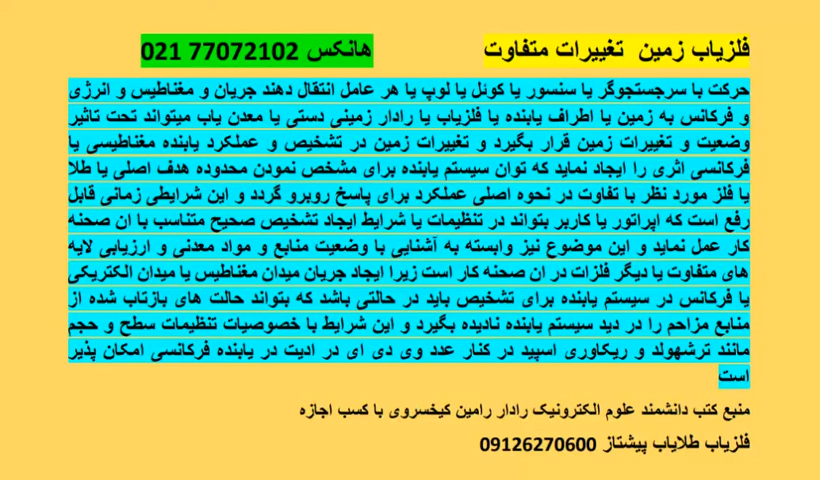 فلزیاب زمین تغییرات متفاوت
هانکس 77072102 021
حرکت با سرجستجوگر یا سنسور یا کوئل یا لوپ یا هر عامل انتقال دهند جریان و مغناطیس و انرژی
و فرکانس به زمین یا اطراف یابنده یا فلزیاب یا رادار زمینی دستی یا معدن یاب میتواند تحت تاثیر
وضعیت و تغییرات زمین قرار بگیرد و تغییرات زمین در تشخیص و عملکرد یابنده مغناطیسی یا
فرکانسی اثری را ایجاد نماید که توان سیستم یابنده برای مشخص نمودن محدوده هدف اصلی یا طلا
یا فلز مورد نظر با تفاوت در نحوه اصلی عملکرد برای پاسخ روبرو گردد و این شرایطی زمانی قابل
رفع است که اپراتور یا کاربر بتواند در تنظیمات یا شرایط ایجاد تشخیص صحیح متناسب با ان صحنه
کار عمل نماید و این موضوع نیز وابسته به آشنایی با وضعیت منابع و مواد معدنی و ارزیابی لایه
های متفاوت یا دیگر فلزات در ان صحنه کار است زیرا ایجاد جریان میدان مغناطیس یا میدان الکتریکی
یا فرکانس در سیستم یابنده برای تشخیص باید در حالتی باشد که بتواند حالت های بازتاب شده از
منابع مزاحم را در دید سیستم یابنده نادیده بگیرد و این شرایط با خصوصیات تنظیمات سطح و حجم
مانند ترشهولد و ریکاوری اسپید در کنار عدد وی دی ای در ادیت در یابنده فرکانسی امکان پذیر
است
منبع کتب دانشمند علوم الکترونیک رادار رامین کیخسروی با کسب اجازه
فلزیاب طلایاب پیشتاز 09126270600